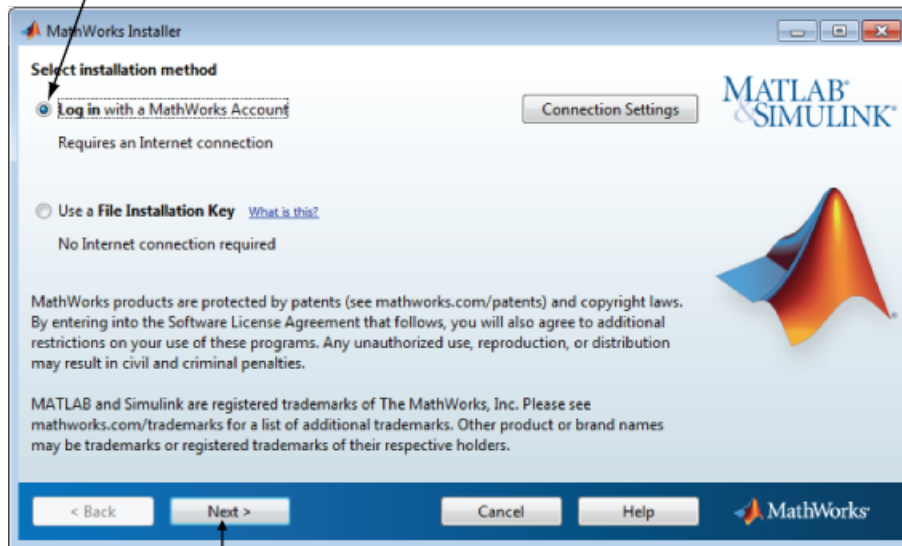 MathWorks Installer
Select installation method
Log in with a MathWorks Account
Connection Settings
Requires an Internet connection
Use a File Installation Key What is this?
No Internet connection required
MathWorks products are protected by patents (see mathworks.com/patents) and copyright laws.
By entering into the Software License Agreement that follows, you will also agree to additional
restrictions on your use of these programs. Any unauthorized use, reproduction, or distribution
may result in civil and criminal penalties.
MATLAB and Simulink are registered trademarks of The MathWorks, Inc. Please see
mathworks.com/trademarks for a list of additional trademarks. Other product or brand names
may be trademarks or registered trademarks of their respective holders.
MATLAB®
&SIMULINK®
< Back
Next >
Cancel
Help
MathWorks®